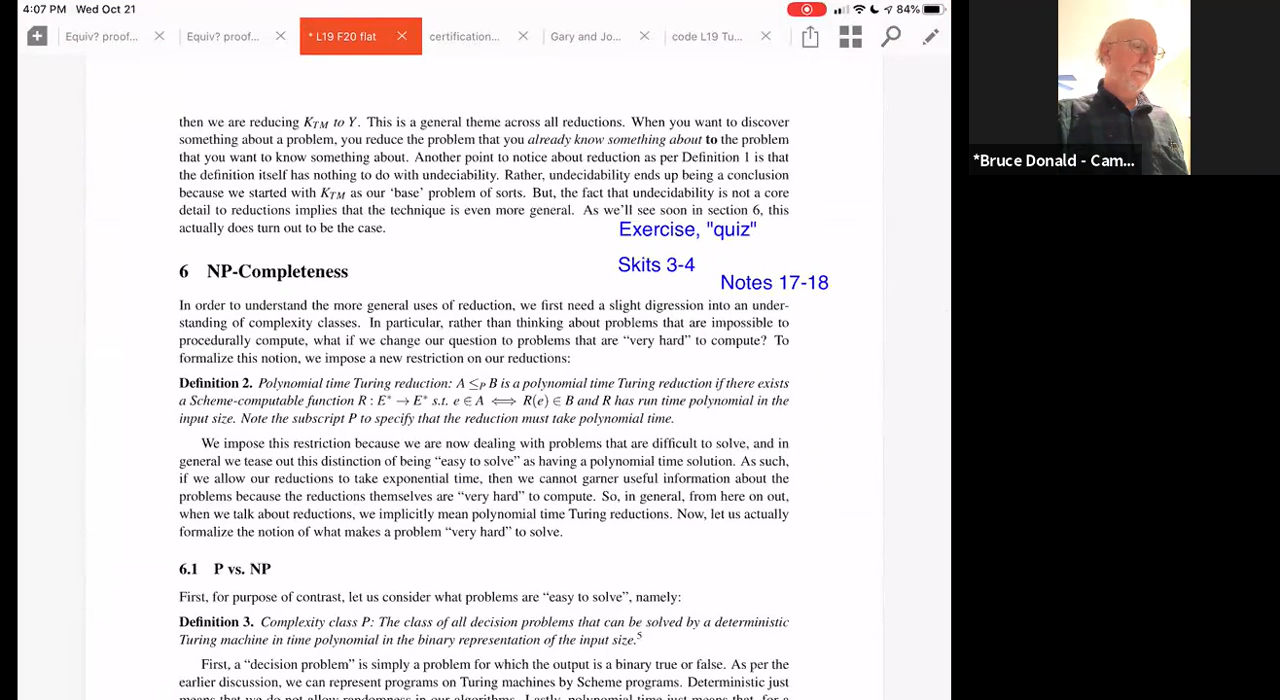 4:07 PM Wed Oct 21
84%
Equiv? proof...
Equiv? proof...
* L19 F20 flat
certification...
Gary and Jo...
code L19 Tu...
then we are reducing K_TM to Y. This is a general theme across all reductions. When you want to discover
something about a problem, you reduce the problem that you already know something about to the problem
that you want to know something about. Another point to notice about reduction as per Definition 1 is that
the definition itself has nothing to do with undeciability. Rather, undecidability ends up being a conclusion
because we started with K_TM as our ‘base’ problem of sorts. But, the fact that undecidability is not a core
detail to reductions implies that the technique is even more general. As we’ll see soon in section 6, this
actually does turn out to be the case.
Exercise, "quiz"
Skits 3-4
Notes 17-18
6 NP-Completeness
In order to understand the more general uses of reduction, we first need a slight digression into an under-
standing of complexity classes. In particular, rather than thinking about problems that are impossible to
procedurally compute, what if we change our question to problems that are “very hard” to compute? To
formalize this notion, we impose a new restriction on our reductions:
Definition 2. Polynomial time Turing reduction: A ≤P B is a polynomial time Turing reduction if there exists
a Scheme-computable function R : E* → E* s.t. e ∈ A ⟺ R(e) ∈ B and R has run time polynomial in the
input size. Note the subscript P to specify that the reduction must take polynomial time.
We impose this restriction because we are now dealing with problems that are difficult to solve, and in
general we tease out this distinction of being “easy to solve” as having a polynomial time solution. As such,
if we allow our reductions to take exponential time, then we cannot garner useful information about the
problems because the reductions themselves are “very hard” to compute. So, in general, from here on out,
when we talk about reductions, we implicitly mean polynomial time Turing reductions. Now, let us actually
formalize the notion of what makes a problem “very hard” to solve.
6.1 P vs. NP
First, for purpose of contrast, let us consider what problems are “easy to solve”, namely:
Definition 3. Complexity class P: The class of all decision problems that can be solved by a deterministic
Turing machine in time polynomial in the binary representation of the input size.5
First, a “decision problem” is simply a problem for which the output is a binary true or false. As per the
earlier discussion, we can represent programs on Turing machines by Scheme programs. Deterministic just
means that we do not allow randomness in our algorithms. Lastly, polynomial time just means that, for a
*Bruce Donald - Cam...